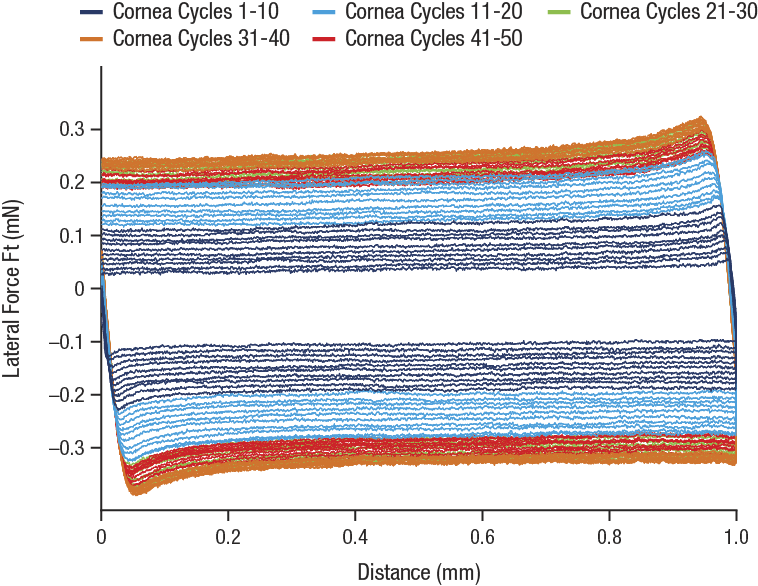 Cornea Cycles 1-10 Cornea Cycles 11-20 Cornea Cycles 21-30
Cornea Cycles 31-40 Cornea Cycles 41-50
Lateral Force Ft (mN)
0.3
0.2
0.1
0
–0.1
–0.2
–0.3
0 0.2 0.4 0.6 0.8 1.0
Distance (mm)